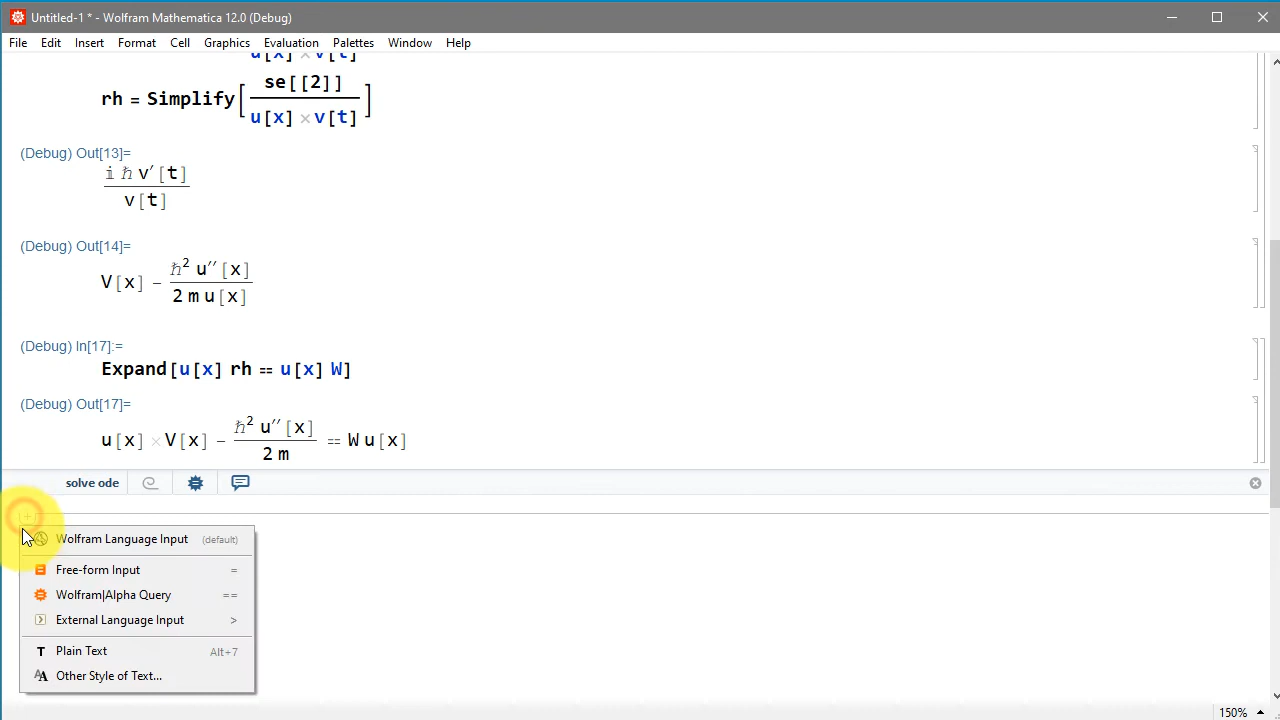 Untitled-1 * - Wolfram Mathematica 12.0 (Debug)
File Edit Insert Format Cell Graphics Evaluation Palettes Window Help
u[x]×v[t]
rh = Simplify[se[[2]]/(u[x]×v[t])]
(Debug) Out[13]=
ⅈ ℏ v′[t]
v[t]
(Debug) Out[14]=
V[x] - ℏ² u′′[x]
2 m u[x]
(Debug) In[17]:=
Expand[u[x] rh == u[x] W]
(Debug) Out[17]=
u[x]×V[x] - ℏ² u′′[x]/2 m == W u[x]
solve ode
Wolfram Language Input (default)
Free-form Input =
Wolfram|Alpha Query ==
External Language Input >
T Plain Text Alt+7
AA Other Style of Text...
150%